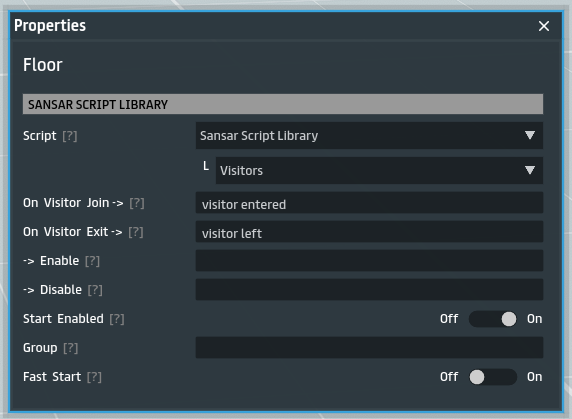 Properties ×
Floor
SANSAR SCRIPT LIBRARY
Script [?] Sansar Script Library
└ Visitors
On Visitor Join -> [?] visitor entered
On Visitor Exit -> [?] visitor left
-> Enable [?]
-> Disable [?]
Start Enabled [?] Off On
Group [?]
Fast Start [?] Off On